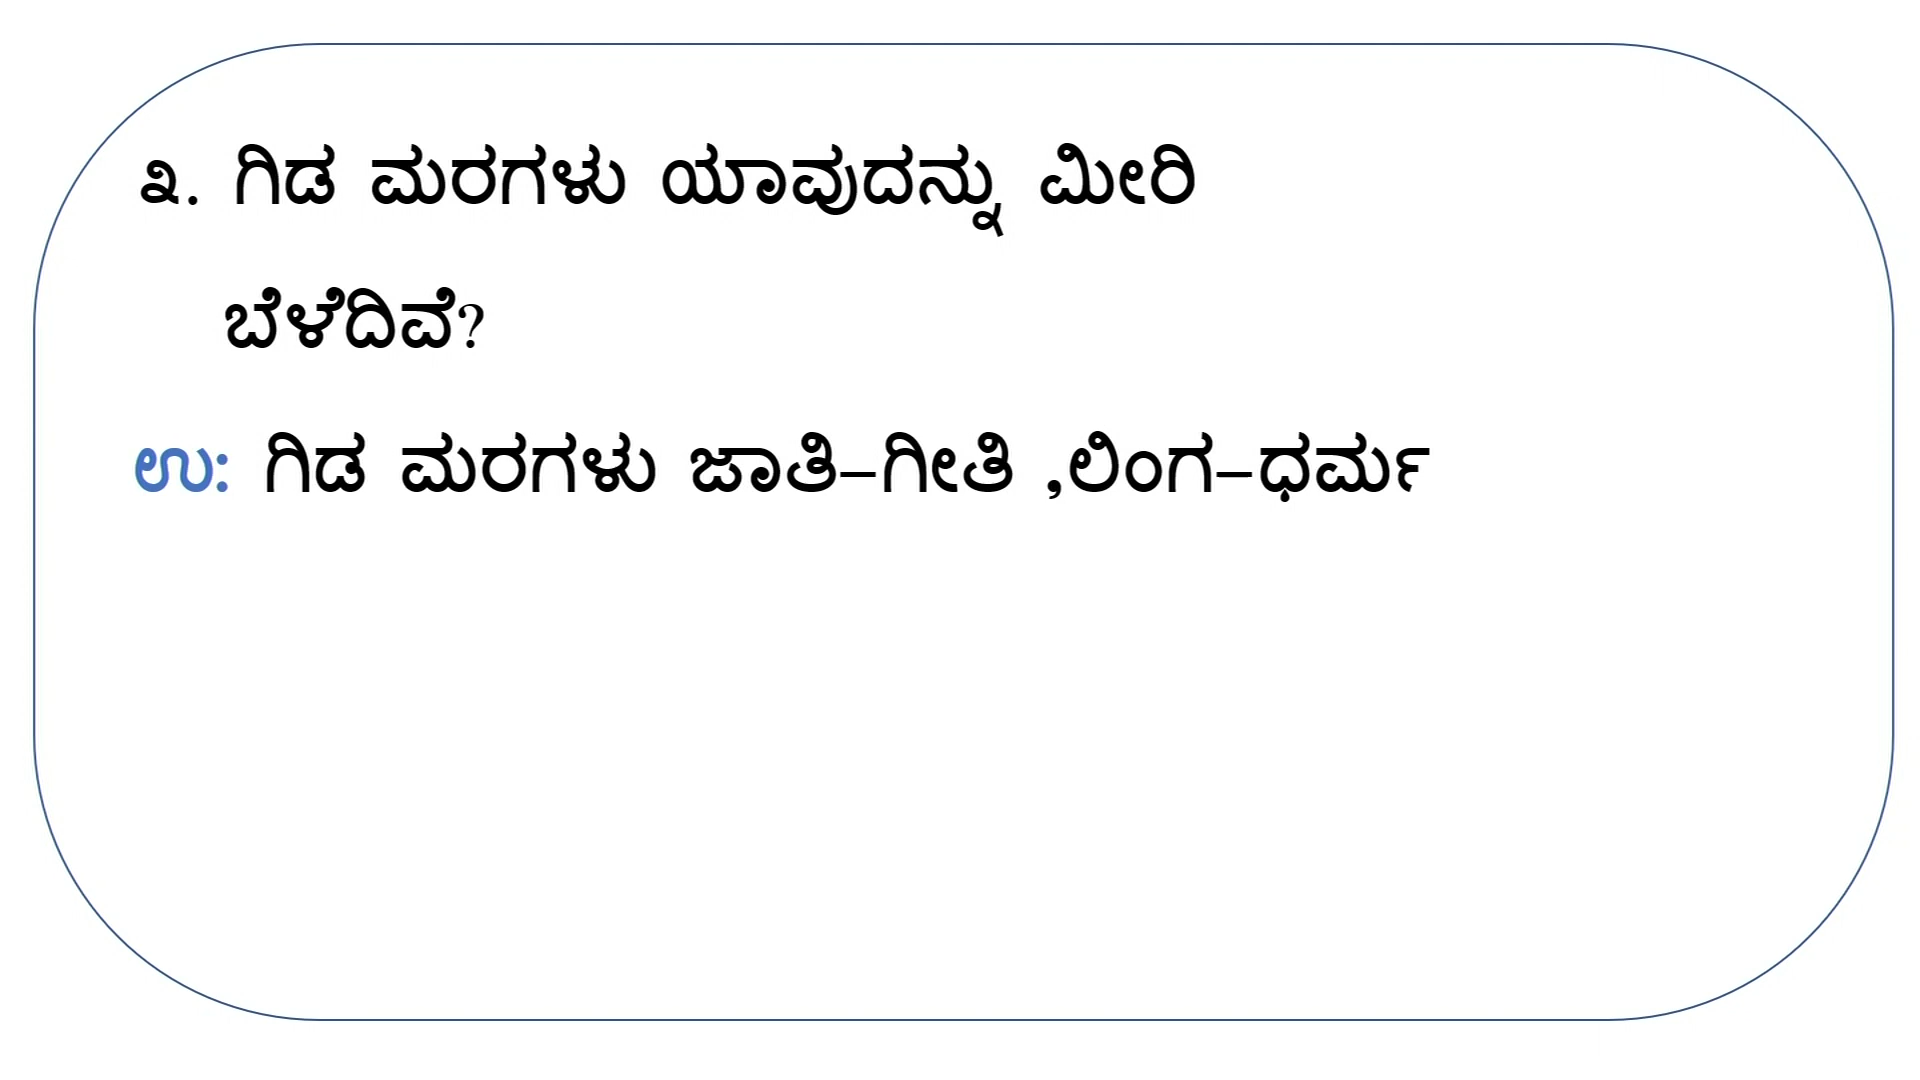 ೩. ಗಿಡ ಮರಗಳು ಯಾವುದನ್ನು ಮೀರಿ
ಬೆಳೆದಿವೆ?
ಉ: ಗಿಡ ಮರಗಳು ಜಾತಿ–ಗೀತಿ ,ಲಿಂಗ–ಧರ್ಮ